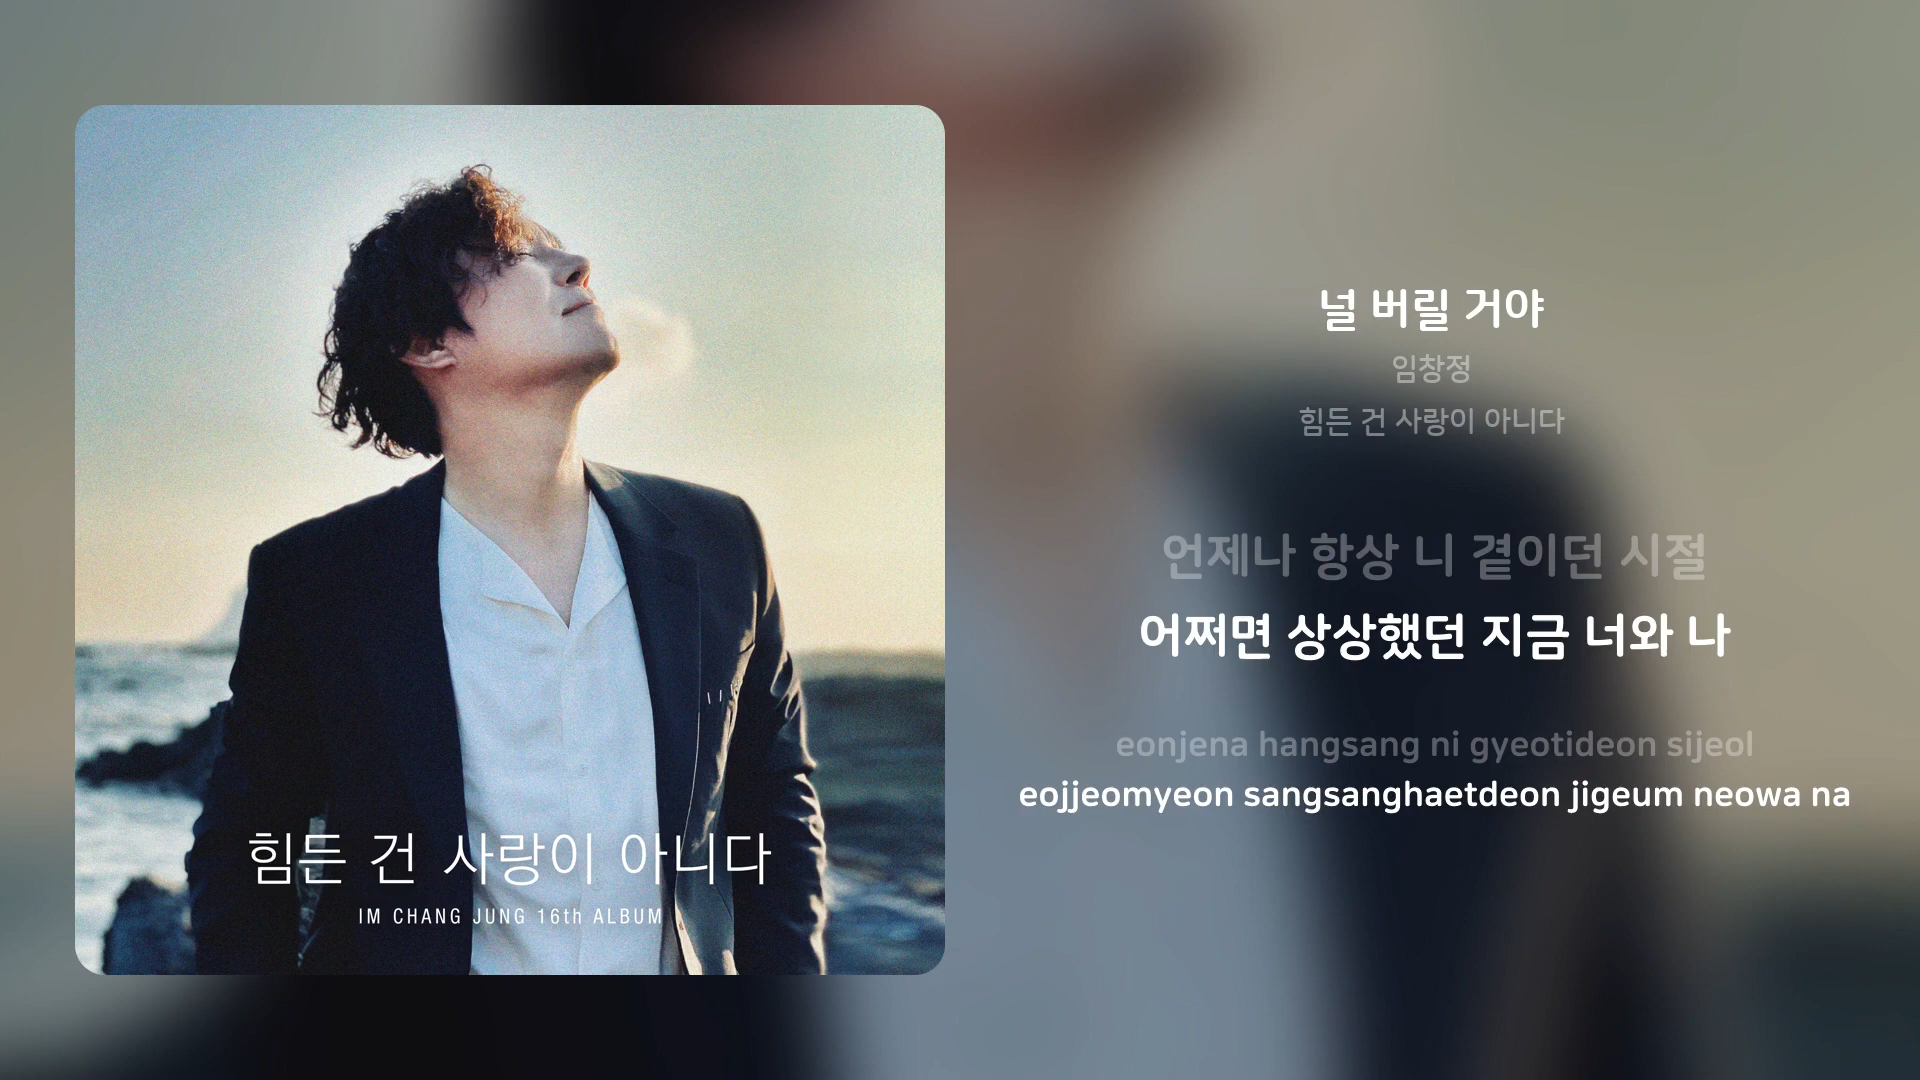 힘든 건 사랑이 아니다
IM CHANG JUNG 16th ALBUM
널 버릴 거야
임창정
힘든 건 사랑이 아니다
언제나 항상 니 곁이던 시절
어쩌면 상상했던 지금 너와 나
eonjena hangsang ni gyeotideon sijeol
eojjeomyeon sangsanghaetdeon jigeum neowa na